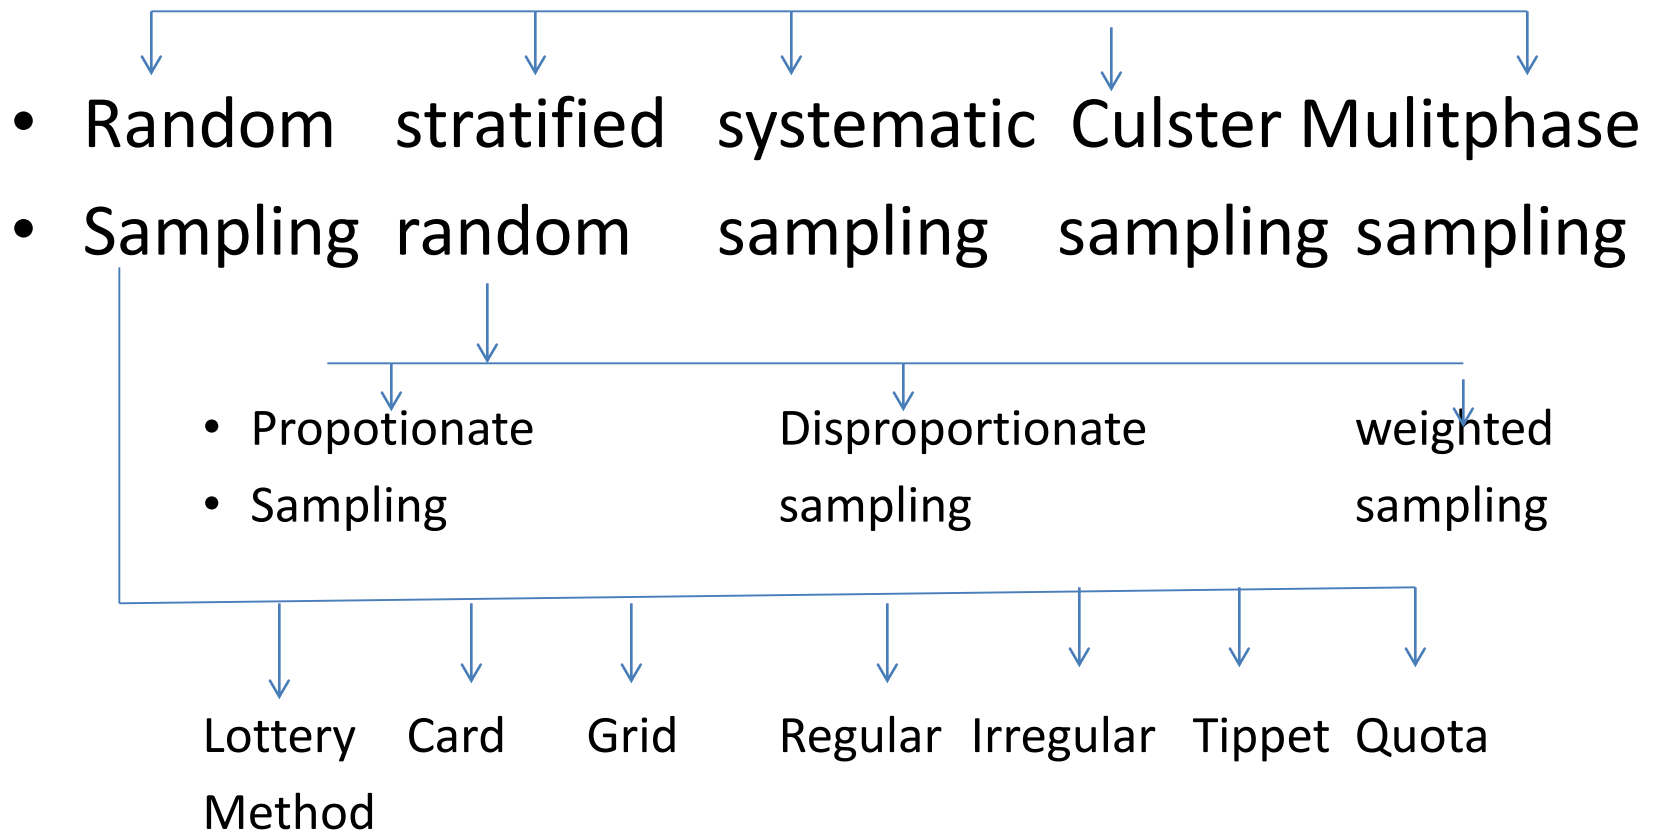 • Random stratified systematic Culster Mulitphase
• Sampling random sampling sampling sampling
• Propotionate Disproportionate weighted
• Sampling sampling sampling
Lottery Card Grid Regular Irregular Tippet Quota
Method